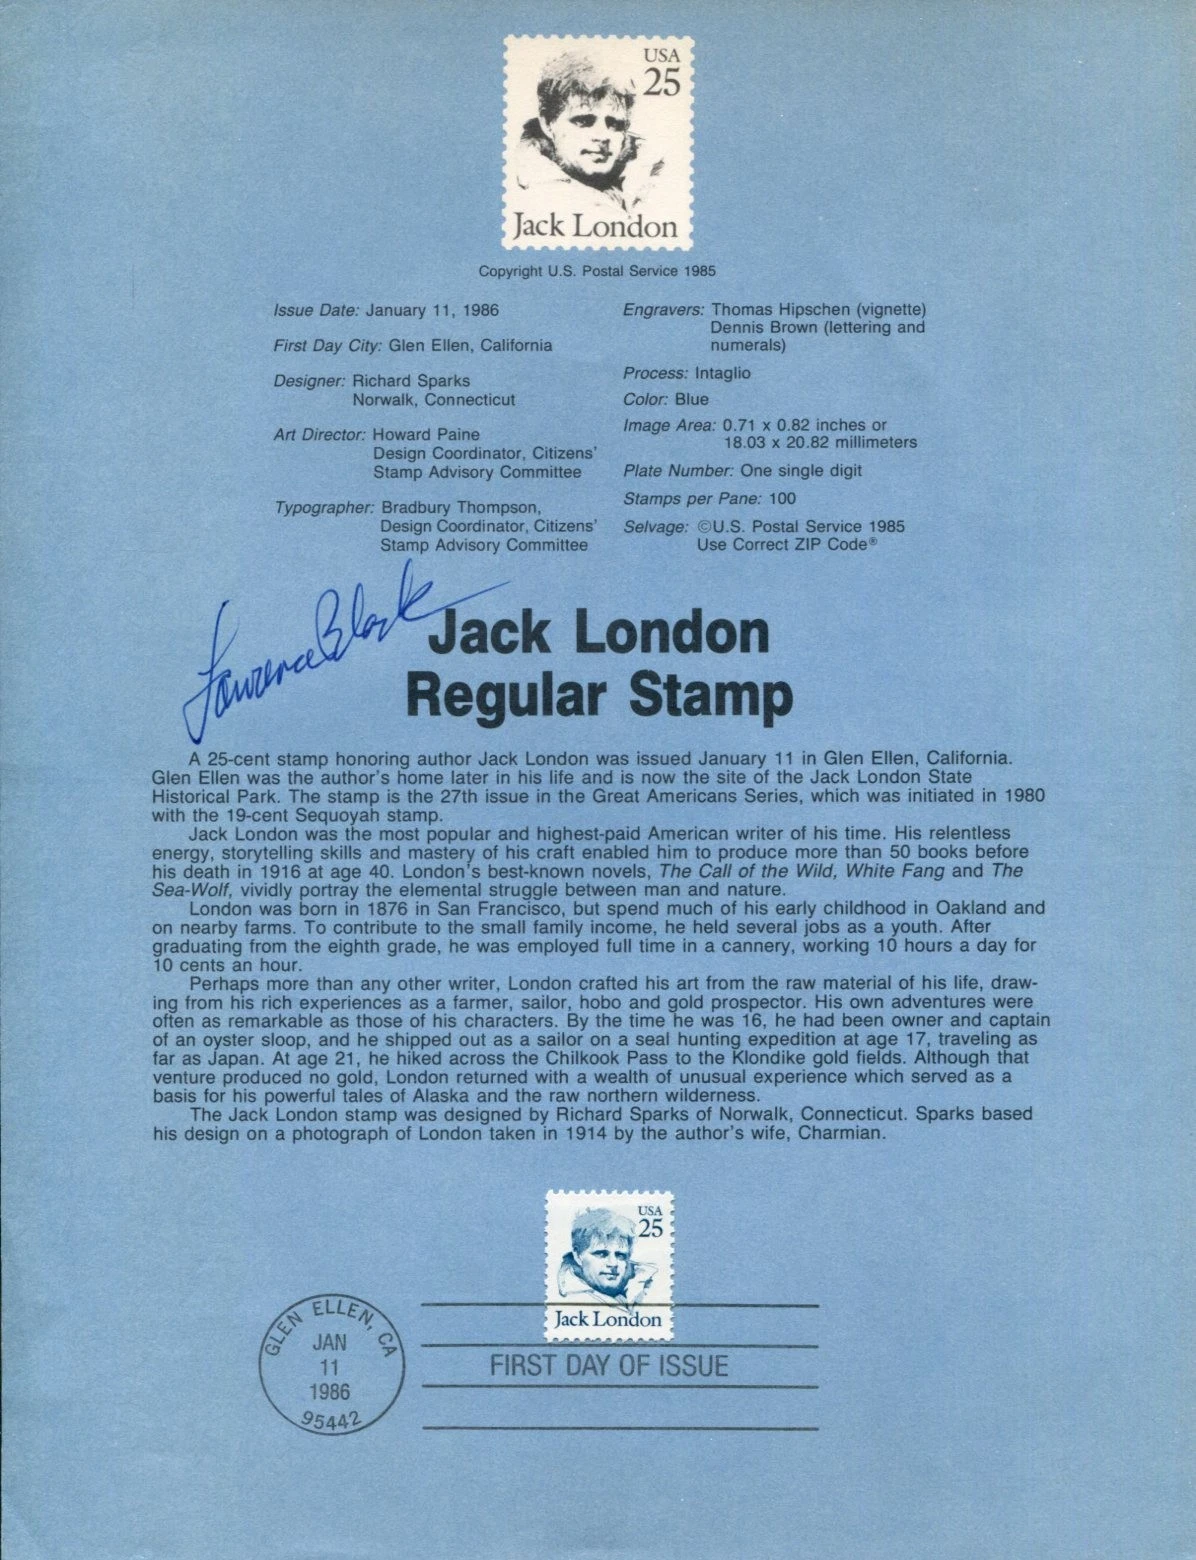 USA
25
Jack London
Copyright U.S. Postal Service 1985
Issue Date: January 11, 1986
First Day City: Glen Ellen, California
Designer: Richard Sparks
Norwalk, Connecticut
Art Director: Howard Paine
Design Coordinator, Citizens'
Stamp Advisory Committee
Typographer: Bradbury Thompson,
Design Coordinator, Citizens'
Stamp Advisory Committee
Engravers: Thomas Hipschen (vignette)
Dennis Brown (lettering and
numerals)
Process: Intaglio
Color: Blue
Image Area: 0.71 x 0.82 inches or
18.03 x 20.82 millimeters
Plate Number: One single digit
Stamps per Pane: 100
Selvage: ©U.S. Postal Service 1985
Use Correct ZIP Code®
Lawrence Block
Jack London
Regular Stamp
A 25-cent stamp honoring author Jack London was issued January 11 in Glen Ellen, California.
Glen Ellen was the author's home later in his life and is now the site of the Jack London State
Historical Park. The stamp is the 27th issue in the Great Americans Series, which was initiated in 1980
with the 19-cent Sequoyah stamp.
Jack London was the most popular and highest-paid American writer of his time. His relentless
energy, storytelling skills and mastery of his craft enabled him to produce more than 50 books before
his death in 1916 at age 40. London's best-known novels, The Call of the Wild, White Fang and The
Sea-Wolf, vividly portray the elemental struggle between man and nature.
London was born in 1876 in San Francisco, but spend much of his early childhood in Oakland and
on nearby farms. To contribute to the small family income, he held several jobs as a youth. After
graduating from the eighth grade, he was employed full time in a cannery, working 10 hours a day for
10 cents an hour.
Perhaps more than any other writer, London crafted his art from the raw material of his life, draw-
ing from his rich experiences as a farmer, sailor, hobo and gold prospector. His own adventures were
often as remarkable as those of his characters. By the time he was 16, he had been owner and captain
of an oyster sloop, and he shipped out as a sailor on a seal hunting expedition at age 17, traveling as
far as Japan. At age 21, he hiked across the Chilkook Pass to the Klondike gold fields. Although that
venture produced no gold, London returned with a wealth of unusual experience which served as a
basis for his powerful tales of Alaska and the raw northern wilderness.
The Jack London stamp was designed by Richard Sparks of Norwalk, Connecticut. Sparks based
his design on a photograph of London taken in 1914 by the author's wife, Charmian.
USA
25
Jack London
GLEN ELLEN, CA
JAN
11
1986
95442
FIRST DAY OF ISSUE